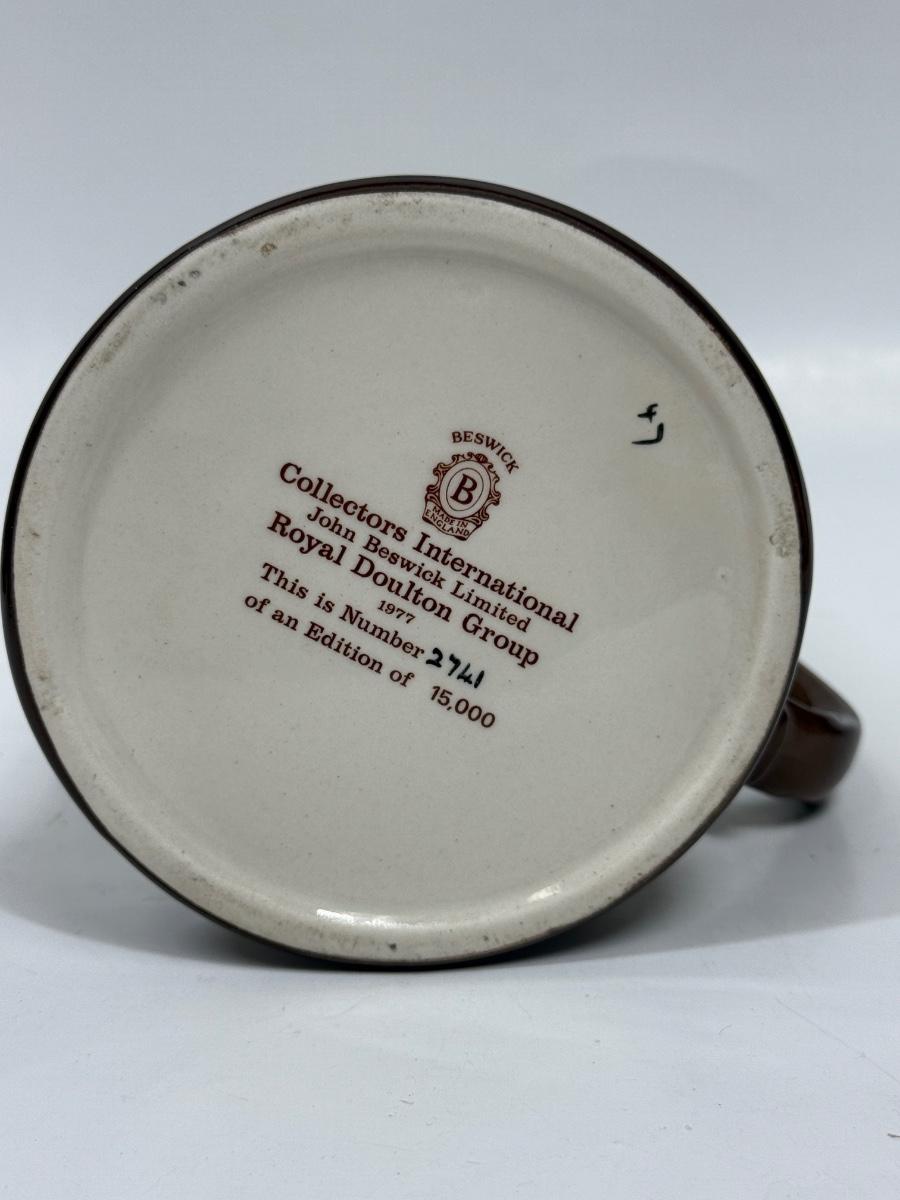 BESWICK
B
MADE IN
ENGLAND
Collectors International
John Beswick Limited
Royal Doulton Group
1977
This is Number 2741
of an Edition of 15,000